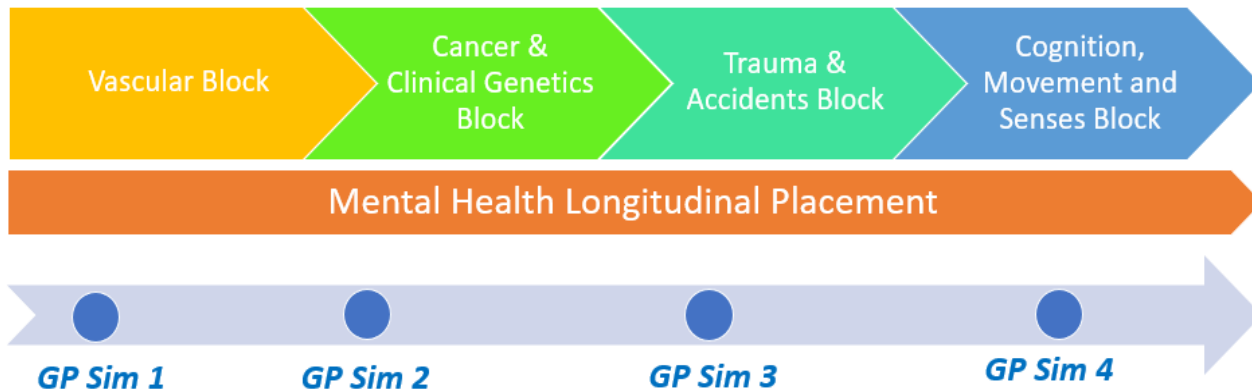 Vascular Block
Cancer &
Clinical Genetics
Block
Trauma &
Accidents Block
Cognition,
Movement and
Senses Block
Mental Health Longitudinal Placement
GP Sim 1
GP Sim 2
GP Sim 3
GP Sim 4